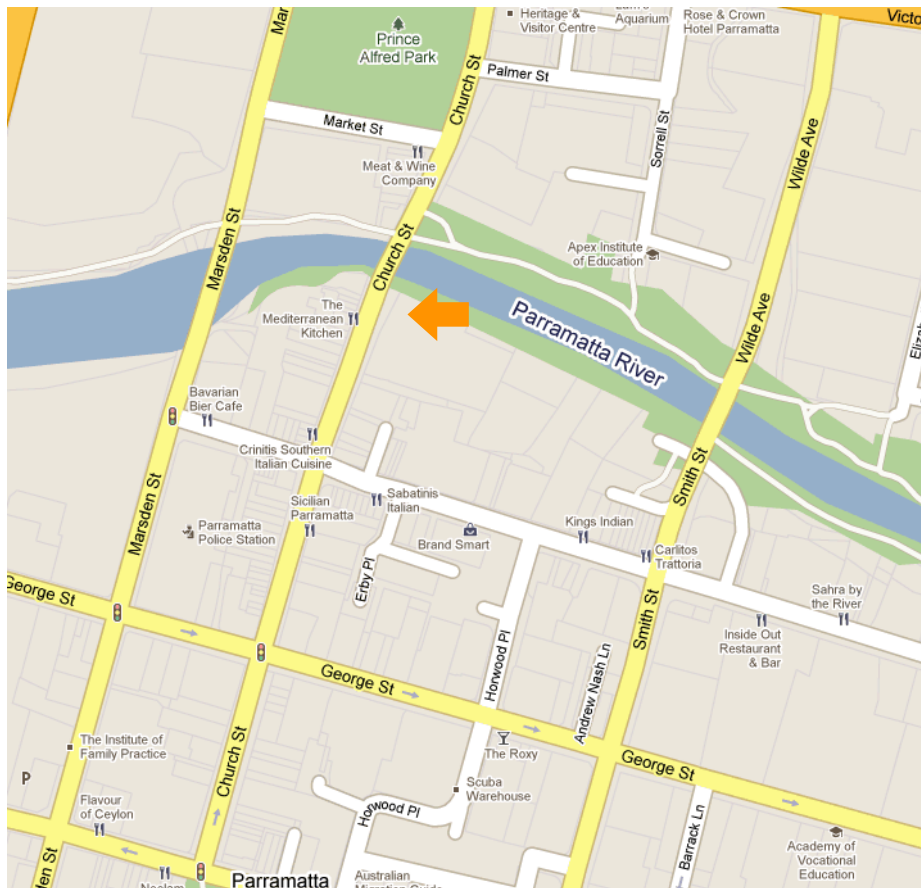 Mar
Heritage &
Visitor Centre
Aquarium
Rose & Crown
Hotel Parramatta
Victo
Prince
Alfred Park
Church St
Palmer St
Market St
Sorrell St
Wilde Ave
Meat & Wine
Company
Marsden St
Church St
Apex Institute
of Education
The
Mediterranean
Kitchen
Parramatta River
Wilde Ave
Eliza
Bavarian
Bier Cafe
Crinitis Southern
Italian Cuisine
Smith St
Marsden St
Sicilian
Parramatta
Sabatinis
Italian
Parramatta
Police Station
Brand Smart
Kings Indian
Carlitos
Trattoria
George St
Erby Pl
Sahra by
the River
Smith St
Inside Out
Restaurant
& Bar
Horwood Pl
Andrew Nash Ln
George St
The Institute of
Family Practice
Church St
The Roxy
George St
P
Scuba
Warehouse
Flavour
of Ceylon
Horwood Pl
Barrack Ln
Academy of
Vocational
Education
Parramatta
Australian
n St